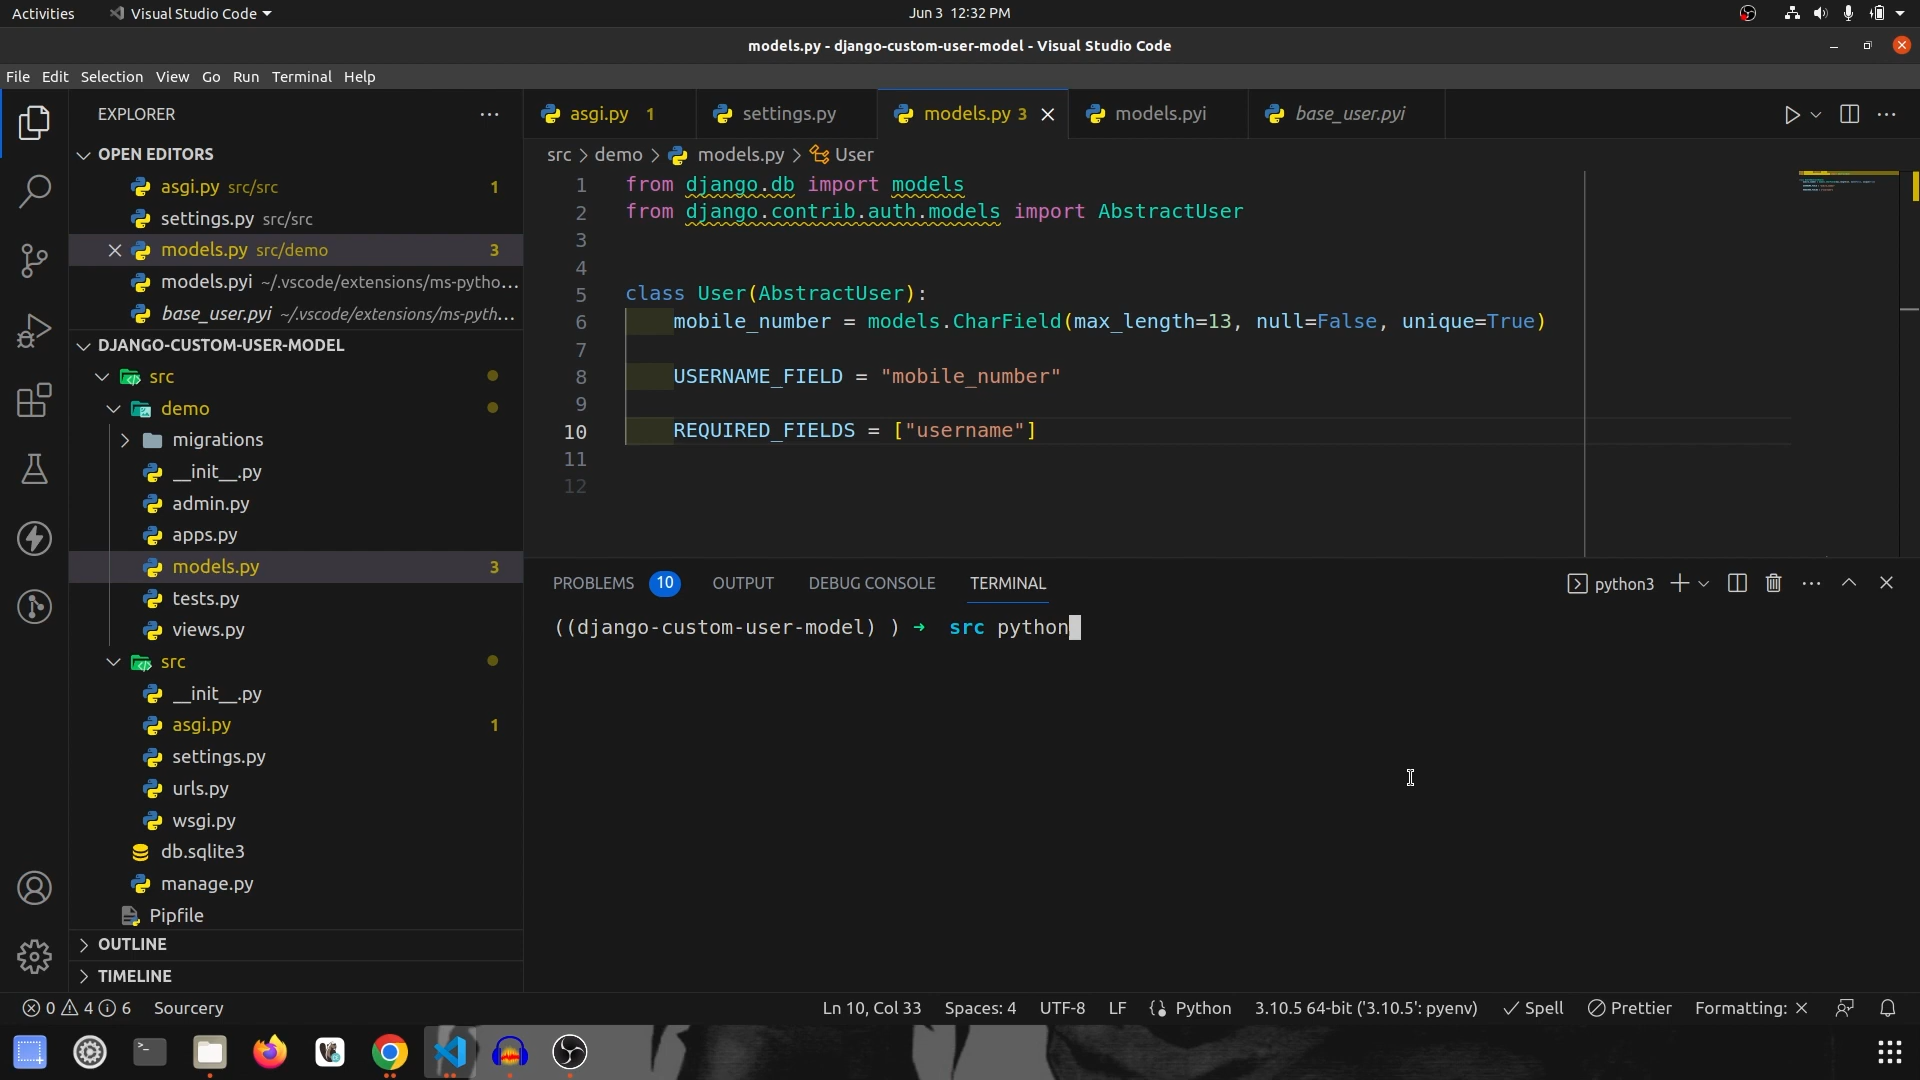 Activities
Visual Studio Code
Jun 3 12:32 PM
models.py - django-custom-user-model - Visual Studio Code
File Edit Selection View Go Run Terminal Help
EXPLORER
OPEN EDITORS
asgi.py src/src 1
settings.py src/src
models.py src/demo 3
models.pyi ~/.vscode/extensions/ms-pytho...
base_user.pyi ~/.vscode/extensions/ms-pyth...
DJANGO-CUSTOM-USER-MODEL
src
demo
migrations
__init__.py
admin.py
apps.py
models.py 3
tests.py
views.py
src
__init__.py
asgi.py 1
settings.py
urls.py
wsgi.py
db.sqlite3
manage.py
Pipfile
OUTLINE
TIMELINE
asgi.py 1
settings.py
models.py 3
models.pyi
base_user.pyi
src > demo > models.py > User
1 from django.db import models
2 from django.contrib.auth.models import AbstractUser
3
4
5 class User(AbstractUser):
6 mobile_number = models.CharField(max_length=13, null=False, unique=True)
7
8 USERNAME_FIELD = "mobile_number"
9
10 REQUIRED_FIELDS = ["username"]
11
12
PROBLEMS 10 OUTPUT DEBUG CONSOLE TERMINAL
python3
((django-custom-user-model) ) ➜ src python
0 4 6 Sourcery
Ln 10, Col 33 Spaces: 4 UTF-8 LF Python 3.10.5 64-bit ('3.10.5': pyenv) Spell Prettier Formatting: ×